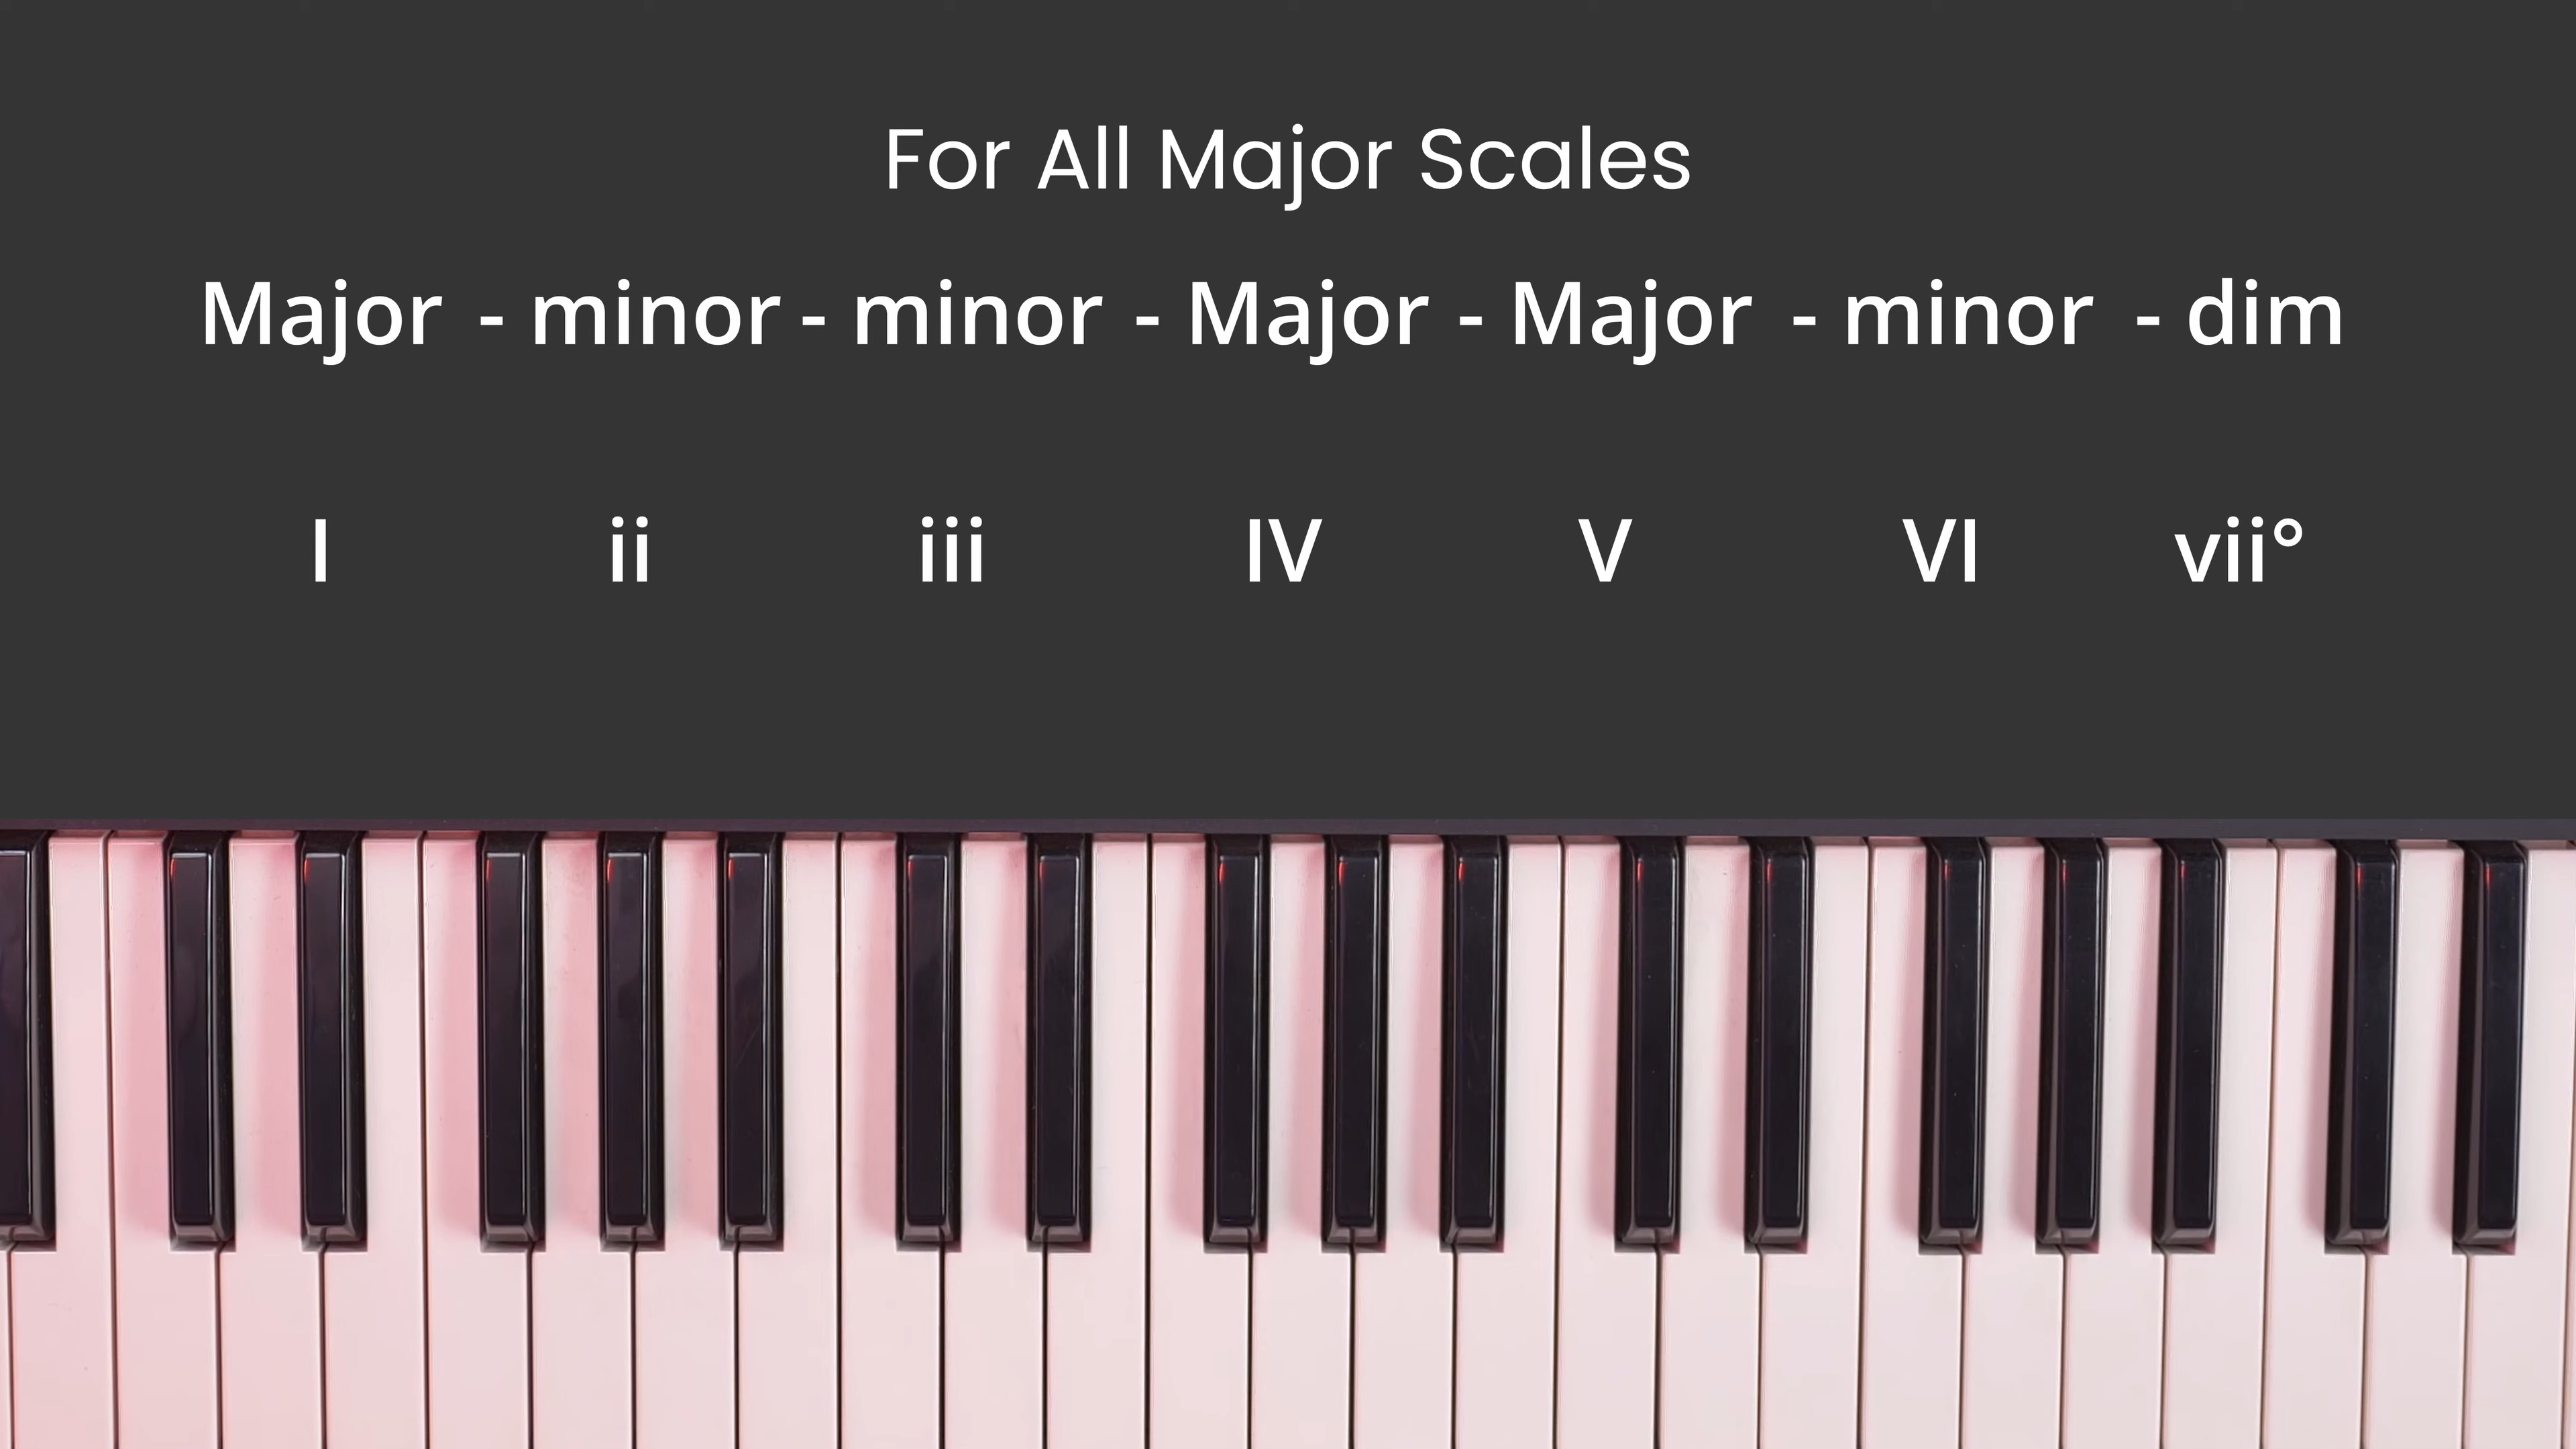 For All Major Scales
Major - minor - minor - Major - Major - minor - dim
I ii iii IV V VI vii°